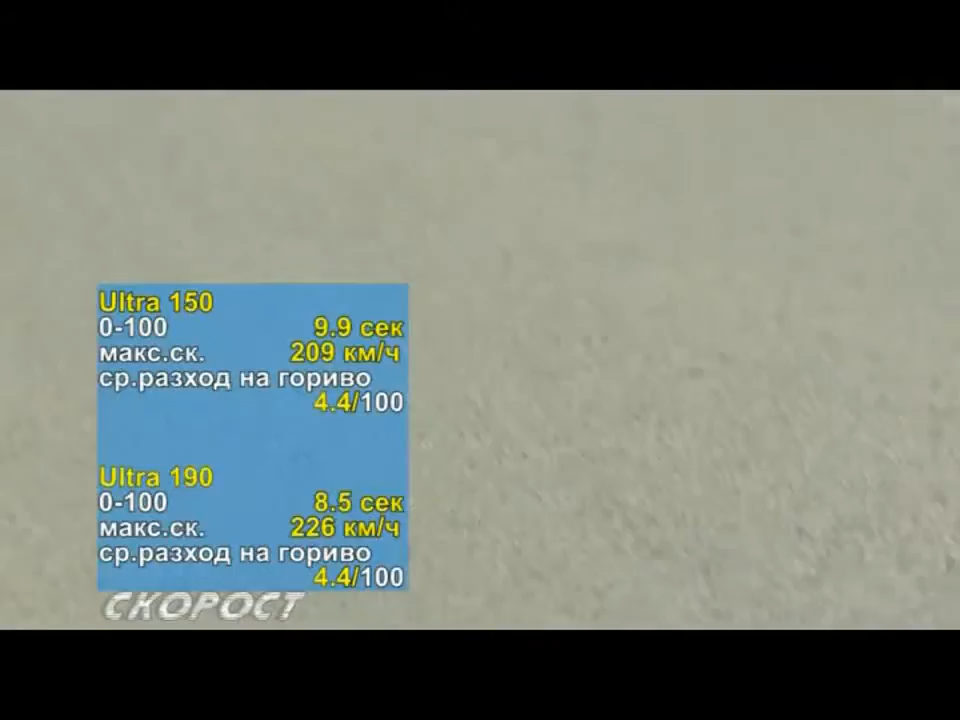 Ultra 150
0-100 9.9 сек
макс.ск. 209 км/ч
ср.разход на гориво
4.4/100
Ultra 190
0-100 8.5 сек
макс.ск. 226 км/ч
ср.разход на гориво
4.4/100
СКОРОСТ